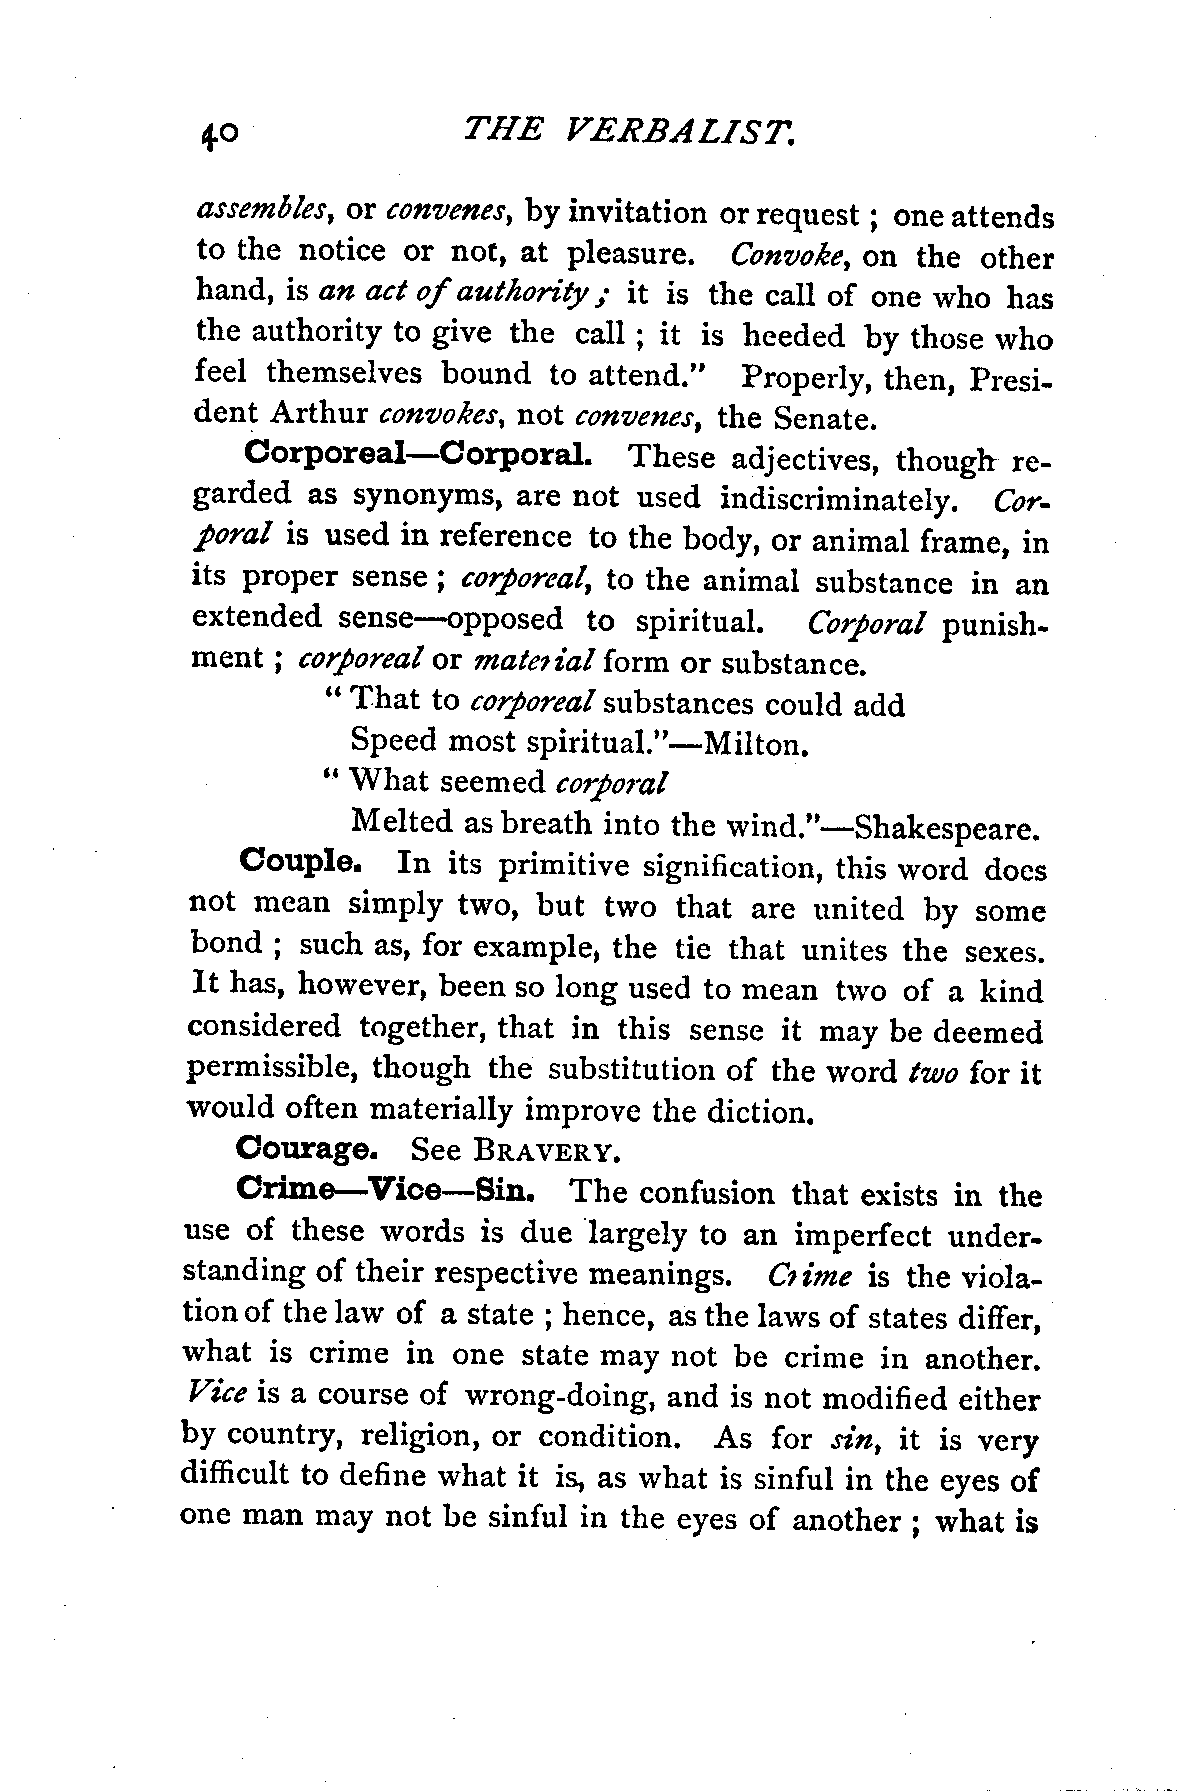 40 THE VERBALIST.
assembles, or convenes, by invitation or request ; one attends
to the notice or not, at pleasure. Convoke, on the other
hand, is an act of authority ; it is the call of one who has
the authority to give the call ; it is heeded by those who
feel themselves bound to attend." Properly, then, Presi-
dent Arthur convokes, not convenes, the Senate.
Corporeal—Corporal. These adjectives, though re-
garded as synonyms, are not used indiscriminately. Cor-
poral is used in reference to the body, or animal frame, in
its proper sense ; corporeal, to the animal substance in an
extended sense—opposed to spiritual. Corporal punish-
ment ; corporeal or material form or substance.
" That to corporeal substances could add
Speed most spiritual."—Milton.
" What seemed corporal
Melted as breath into the wind."—Shakespeare.
Couple. In its primitive signification, this word does
not mean simply two, but two that are united by some
bond ; such as, for example, the tie that unites the sexes.
It has, however, been so long used to mean two of a kind
considered together, that in this sense it may be deemed
permissible, though the substitution of the word two for it
would often materially improve the diction.
Courage. See BRAVERY.
Crime—Vice—Sin. The confusion that exists in the
use of these words is due largely to an imperfect under-
standing of their respective meanings. Crime is the viola-
tion of the law of a state ; hence, as the laws of states differ,
what is crime in one state may not be crime in another.
Vice is a course of wrong-doing, and is not modified either
by country, religion, or condition. As for sin, it is very
difficult to define what it is, as what is sinful in the eyes of
one man may not be sinful in the eyes of another ; what is